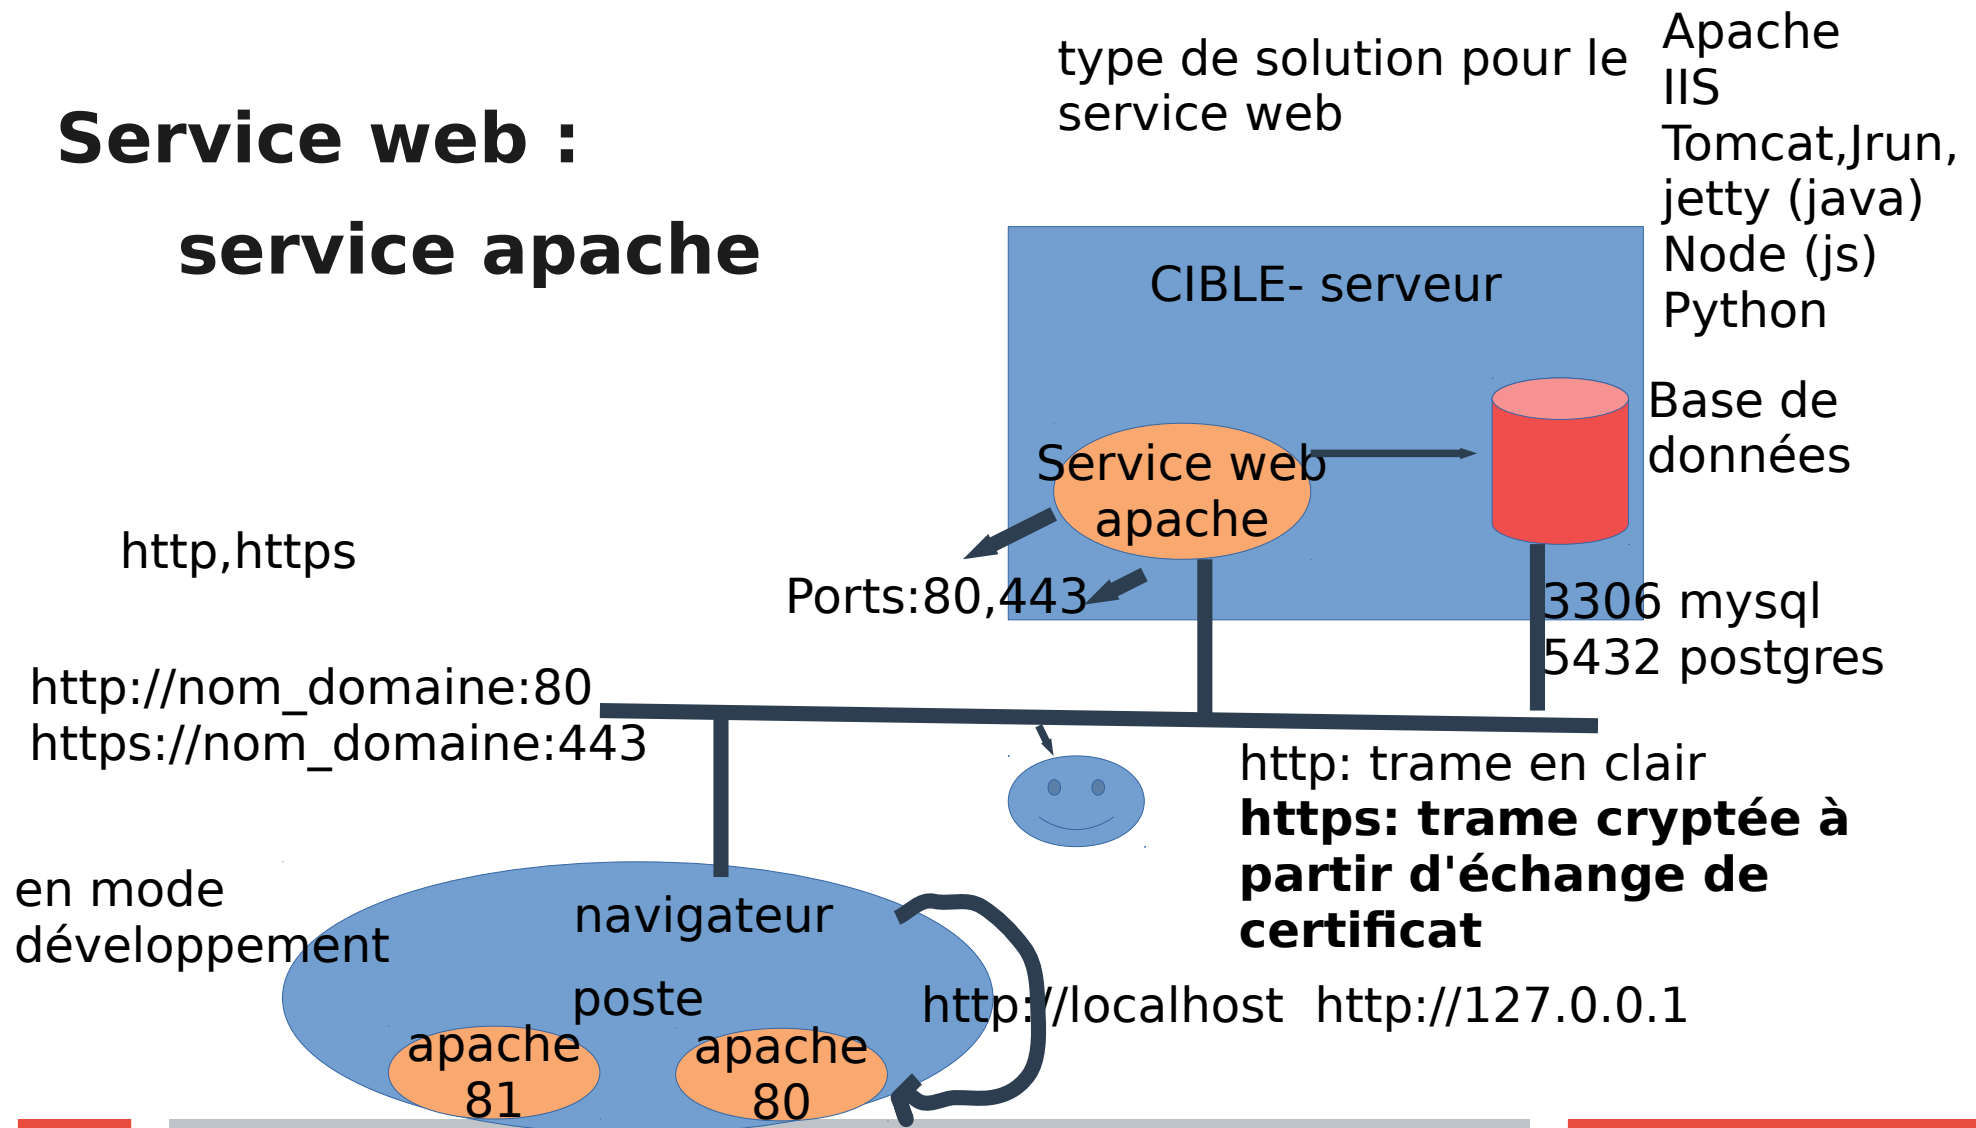 Service web :
service apache
type de solution pour le
service web
Apache
IIS
Tomcat,Jrun,
jetty (java)
Node (js)
Python
CIBLE- serveur
Base de
données
Service web
apache
http,https
Ports:80,443
3306 mysql
5432 postgres
http://nom_domaine:80
https://nom_domaine:443
http: trame en clair
https: trame cryptée à
partir d'échange de
certificat
en mode
développement
navigateur
poste
http://localhost  http://127.0.0.1
apache
81
apache
80